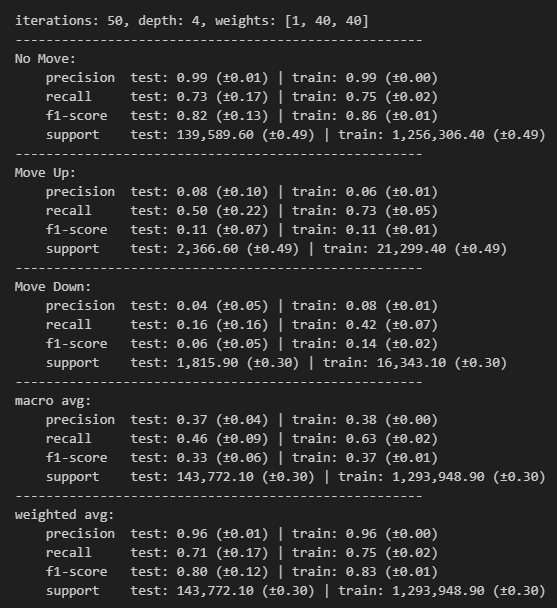 iterations: 50, depth: 4, weights: [1, 40, 40]
-----------------------------------------------------
No Move:
    precision  test: 0.99 (±0.01) | train: 0.99 (±0.00)
    recall     test: 0.73 (±0.17) | train: 0.75 (±0.02)
    f1-score   test: 0.82 (±0.13) | train: 0.86 (±0.01)
    support    test: 139,589.60 (±0.49) | train: 1,256,306.40 (±0.49)
-----------------------------------------------------
Move Up:
    precision  test: 0.08 (±0.10) | train: 0.06 (±0.01)
    recall     test: 0.50 (±0.22) | train: 0.73 (±0.05)
    f1-score   test: 0.11 (±0.07) | train: 0.11 (±0.01)
    support    test: 2,366.60 (±0.49) | train: 21,299.40 (±0.49)
-----------------------------------------------------
Move Down:
    precision  test: 0.04 (±0.05) | train: 0.08 (±0.01)
    recall     test: 0.16 (±0.16) | train: 0.42 (±0.07)
    f1-score   test: 0.06 (±0.05) | train: 0.14 (±0.02)
    support    test: 1,815.90 (±0.30) | train: 16,343.10 (±0.30)
-----------------------------------------------------
macro avg:
    precision  test: 0.37 (±0.04) | train: 0.38 (±0.00)
    recall     test: 0.46 (±0.09) | train: 0.63 (±0.02)
    f1-score   test: 0.33 (±0.06) | train: 0.37 (±0.01)
    support    test: 143,772.10 (±0.30) | train: 1,293,948.90 (±0.30)
-----------------------------------------------------
weighted avg:
    precision  test: 0.96 (±0.01) | train: 0.96 (±0.00)
    recall     test: 0.71 (±0.17) | train: 0.75 (±0.02)
    f1-score   test: 0.80 (±0.12) | train: 0.83 (±0.01)
    support    test: 143,772.10 (±0.30) | train: 1,293,948.90 (±0.30)